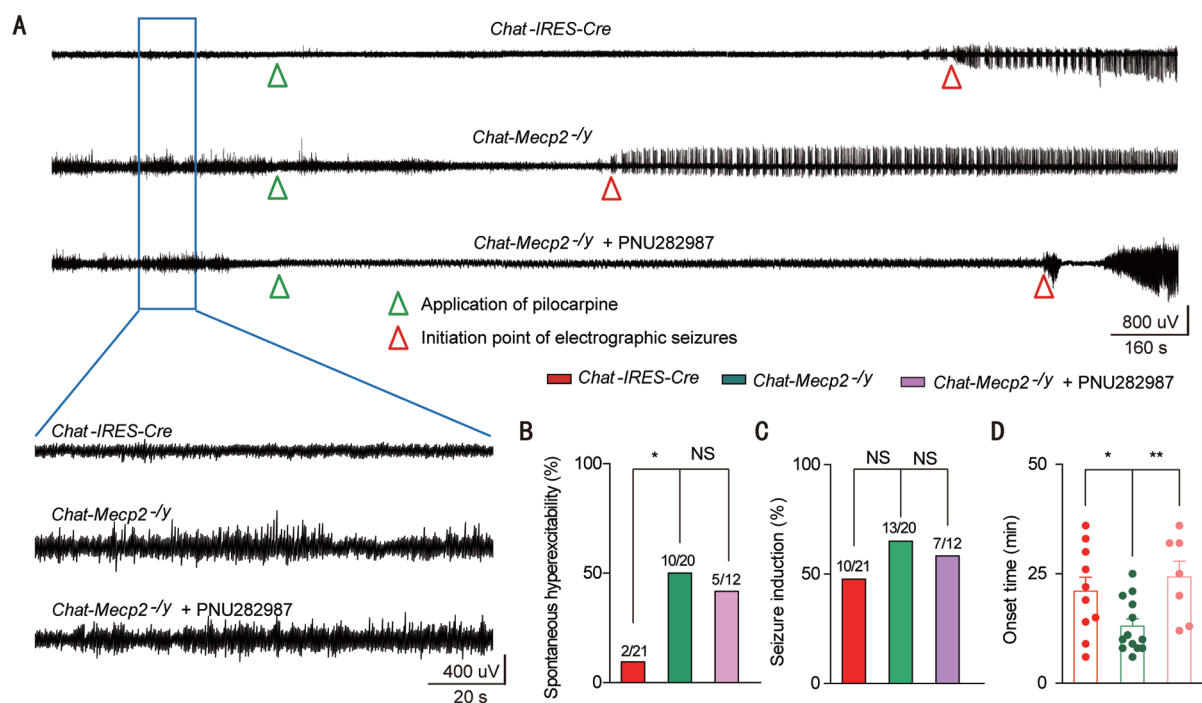 A
Chat-IRES-Cre
Chat-Mecp2-/y
Chat-Mecp2-/y + PNU282987
Application of pilocarpine
Initiation point of electrographic seizures
800 uV
160 s
Chat-IRES-Cre
Chat-Mecp2-/y
Chat-Mecp2-/y + PNU282987
Chat-IRES-Cre
Chat-Mecp2-/y
Chat-Mecp2-/y + PNU282987
400 uV
20 s
B
Spontaneous hyperexcitability (%)
100
50
0
* NS
2/21
10/20
5/12
C
Seizure induction (%)
100
50
0
NS NS
10/21
13/20
7/12
D
Onset time (min)
50
25
0
* **